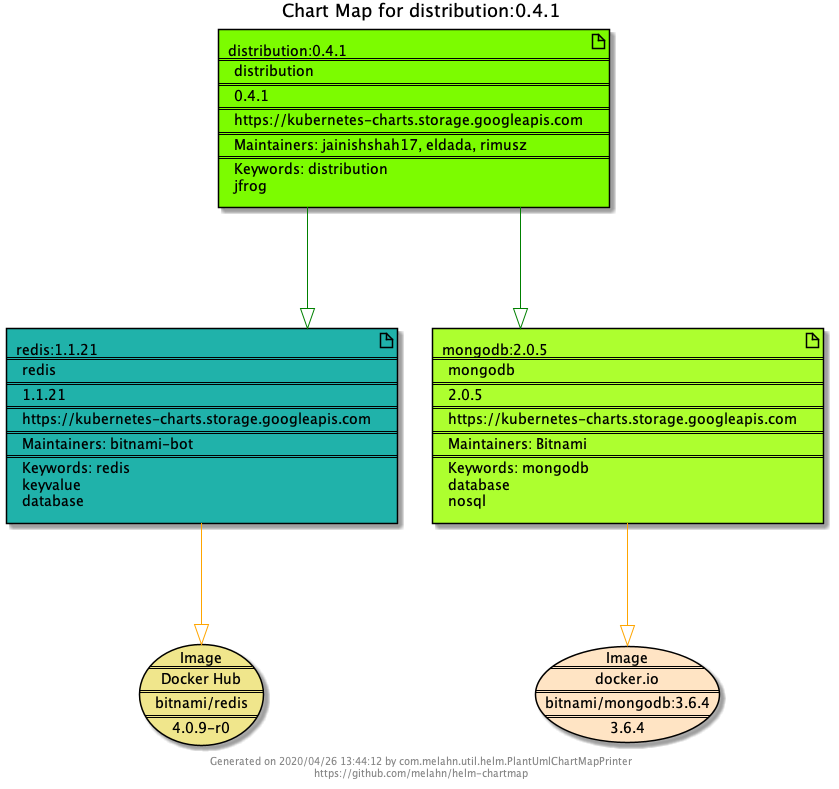 Chart Map for distribution:0.4.1
distribution:0.4.1
distribution
0.4.1
https://kubernetes-charts.storage.googleapis.com
Maintainers: jainishshah17, eldada, rimusz
Keywords: distribution
jfrog
redis:1.1.21
redis
1.1.21
https://kubernetes-charts.storage.googleapis.com
Maintainers: bitnami-bot
Keywords: redis
keyvalue
database
mongodb:2.0.5
mongodb
2.0.5
https://kubernetes-charts.storage.googleapis.com
Maintainers: Bitnami
Keywords: mongodb
database
nosql
Image
Docker Hub
bitnami/redis
4.0.9-r0
Image
docker.io
bitnami/mongodb:3.6.4
3.6.4
Generated on 2020/04/26 13:44:12 by com.melahn.util.helm.PlantUmlChartMapPrinter
https://github.com/melahn/helm-chartmap